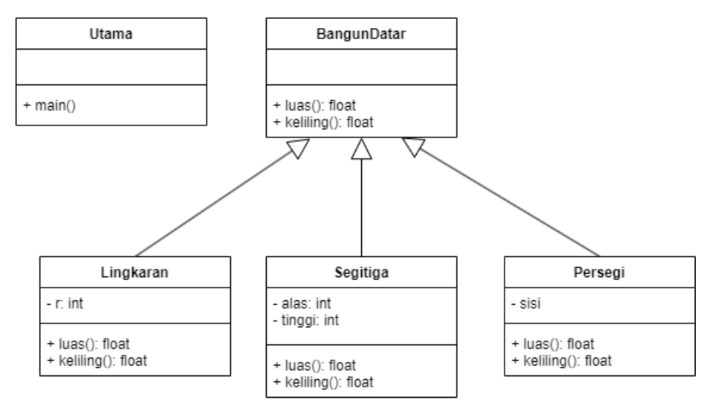 Utama
+ main()
BangunDatar
+ luas(): float
+ keliling(): float
Lingkaran
- r: int
+ luas(): float
+ keliling(): float
Segitiga
- alas: int
- tinggi: int
+ luas(): float
+ keliling(): float
Persegi
- sisi
+ luas(): float
+ keliling(): float